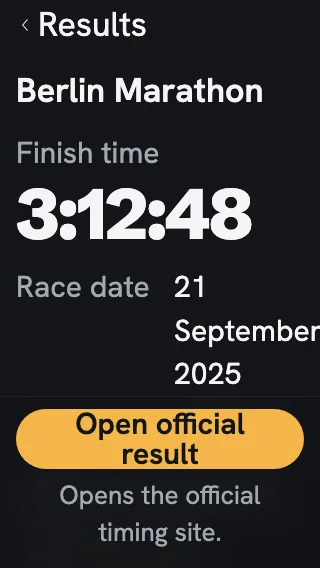 Results
Berlin Marathon
Finish time
3:12:48
Race date 21
September
2025
Open official
result
Opens the official
timing site.